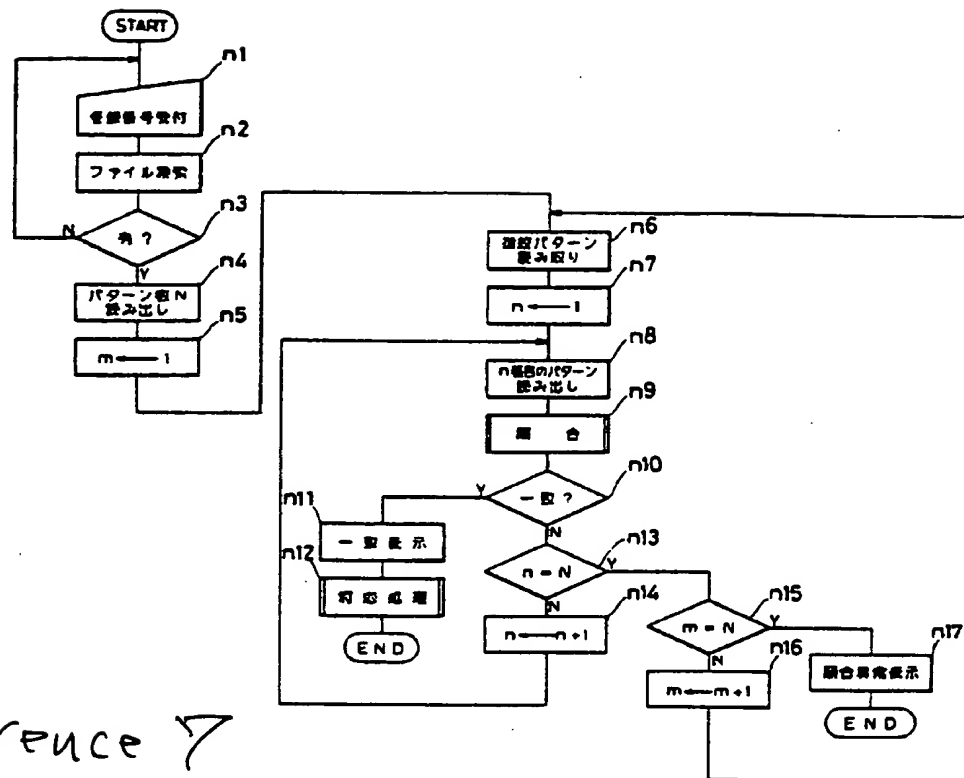 START
n1
登録番号受付
n2
ファイル検索
n3
有?
N
Y
n4
パターン数N
読み出し
n5
m ← 1
n6
指紋パターン
読み取り
n7
n ← 1
n8
n番目のパターン
読み出し
n9
照合
n10
一致?
Y
N
n11
一致表示
n12
対応処理
END
n13
n = N
Y
N
n14
n ← n+1
n15
m = N
Y
N
n16
m ← m+1
n17
照合異常表示
END
rence 7